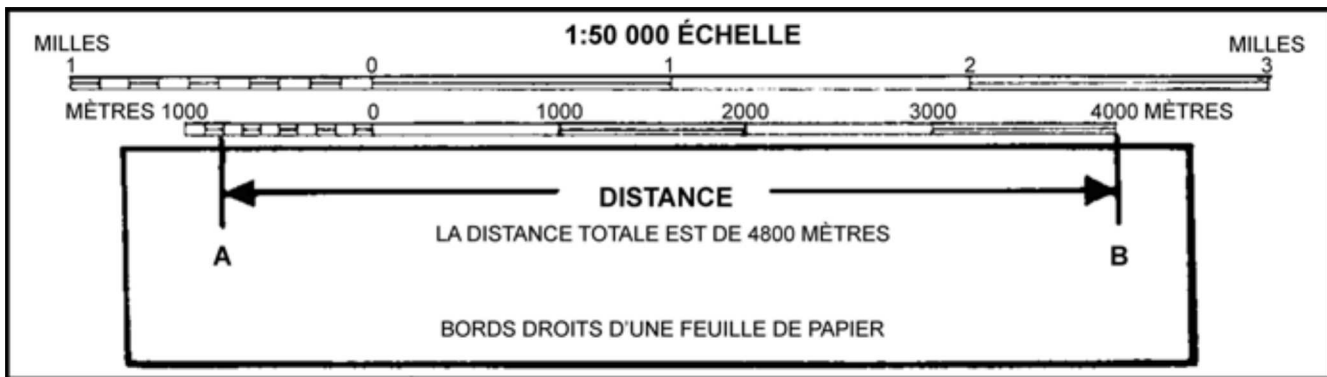 1:50 000 ÉCHELLE
MILLES MILLES
1 0 1 2 3
MÈTRES 1000 0 1000 2000 3000 4000 MÈTRES
DISTANCE
LA DISTANCE TOTALE EST DE 4800 MÈTRES
A B
BORDS DROITS D'UNE FEUILLE DE PAPIER